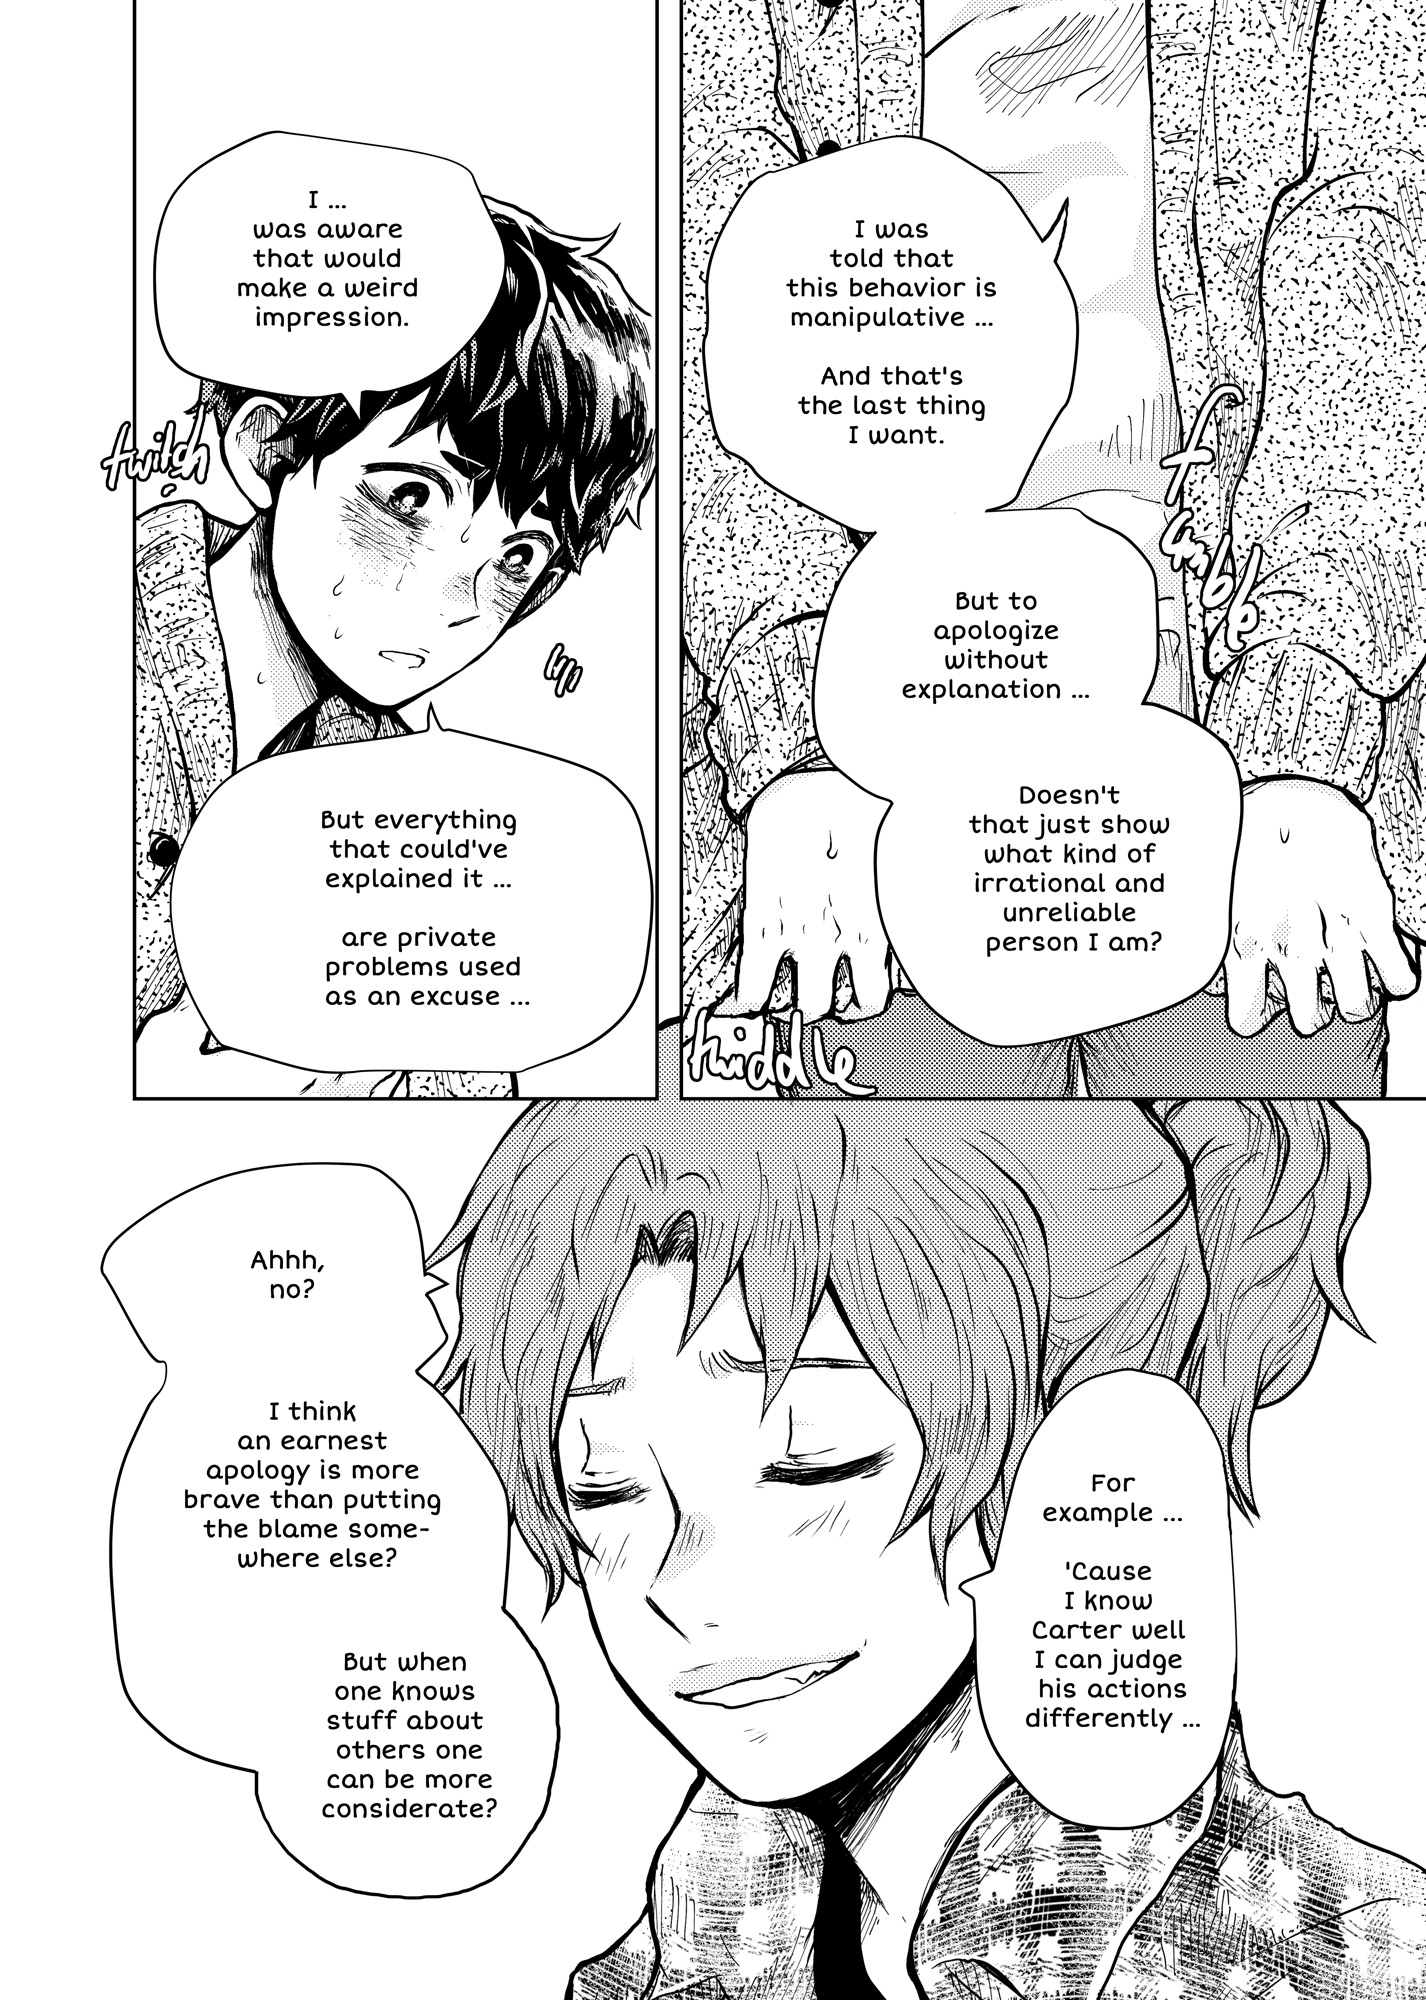 I ...
was aware
that would
make a weird
impression.
twitch
But everything
that could've
explained it ...
are private
problems used
as an excuse ...
I was
told that
this behavior is
manipulative ...
And that's
the last thing
I want.
But to
apologize
without
explanation ...
Doesn't
that just show
what kind of
irrational and
unreliable
person I am?
twiddle
Ahhh,
no?
I think
an earnest
apology is more
brave than putting
the blame some-
where else?
But when
one knows
stuff about
others one
can be more
considerate?
For
example ...
'Cause
I know
Carter well
I can judge
his actions
differently ...